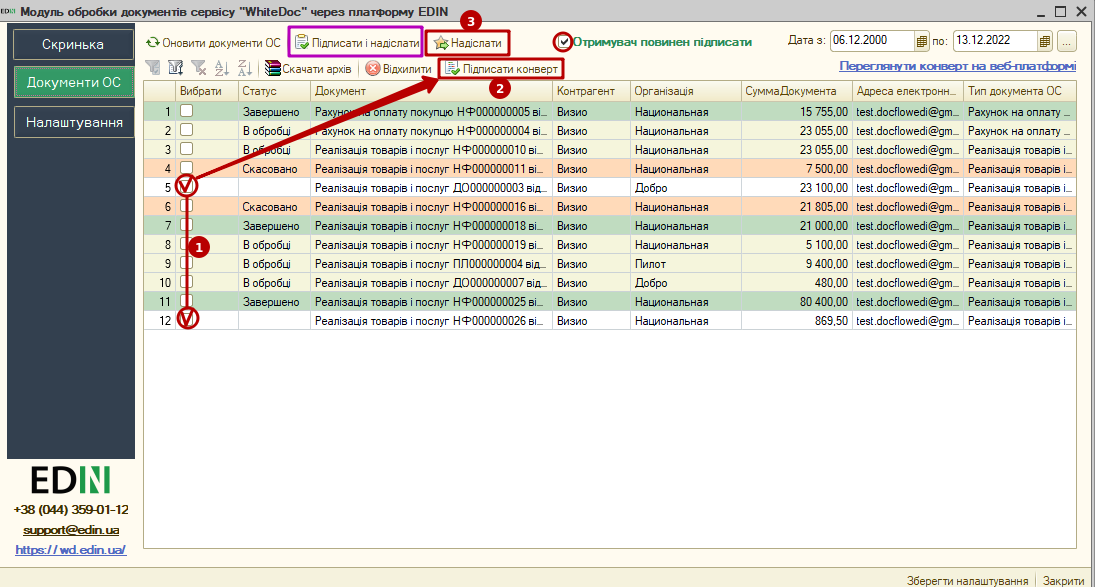 EDIN Модуль обробки документів сервісу "WhiteDoc" через платформу EDIN
Скринька
Документи ОС
Налаштування
EDIN
+38 (044) 359-01-12
support@edin.ua
https://wd.edin.ua/
Оновити документи ОС Підписати і надіслати Надіслати 3 Отримувач повинен підписати Дата з: 06.12.2000 по: 13.12.2022 ...
Скачати архів Відхилити Підписати конверт 2 Переглянути конверт на веб-платформі
Вибрати Статус Документ Контрагент Організація СуммаДокумента Адреса електронн... Тип документа ОС
1 Завершено Рахунок на оплату покупцю НФ000000005 ві... Визио Национальная 15 755,00 test.docflowedi@gm... Рахунок на оплату ...
2 В обробці Рахунок на оплату покупцю НФ000000004 ві... Визио Национальная 23 055,00 test.docflowedi@gm... Рахунок на оплату ...
3 В обробці Реалізація товарів і послуг НФ000000010 ві... Визио Национальная 23 055,00 test.docflowedi@gm... Реалізація товарів і...
4 Скасовано Реалізація товарів і послуг НФ000000011 ві... Визио Национальная 7 500,00 test.docflowedi@gm... Реалізація товарів і...
5 Реалізація товарів і послуг ДО000000003 від... Визио Добро 23 100,00 test.docflowedi@gm... Реалізація товарів і...
6 Скасовано Реалізація товарів і послуг НФ000000016 ві... Визио Национальная 21 805,00 test.docflowedi@gm... Реалізація товарів і...
7 Завершено Реалізація товарів і послуг НФ000000018 ві... Визио Национальная 21 000,00 test.docflowedi@gm... Реалізація товарів і...
8 1 В обробці Реалізація товарів і послуг НФ000000019 ві... Визио Национальная 5 100,00 test.docflowedi@gm... Реалізація товарів і...
9 В обробці Реалізація товарів і послуг ПЛ000000004 від... Визио Пилот 9 400,00 test.docflowedi@gm... Реалізація товарів і...
10 В обробці Реалізація товарів і послуг ДО000000007 від... Визио Добро 480,00 test.docflowedi@gm... Реалізація товарів і...
11 Завершено Реалізація товарів і послуг НФ000000025 ві... Визио Национальная 80 400,00 test.docflowedi@gm... Реалізація товарів і...
12 Реалізація товарів і послуг НФ000000026 ві... Визио Национальная 869,50 test.docflowedi@gm... Реалізація товарів і...
Зберегти налаштування Закрити